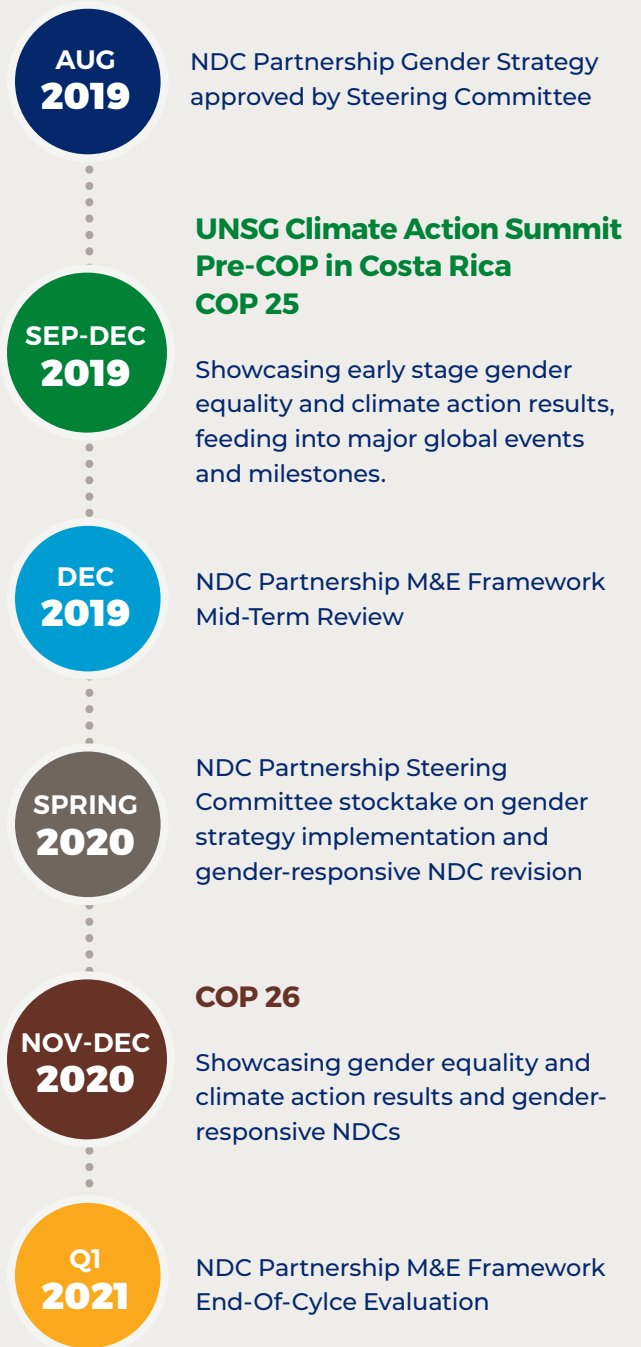 AUG
2019
NDC Partnership Gender Strategy
approved by Steering Committee
UNSG Climate Action Summit
Pre-COP in Costa Rica
COP 25
SEP-DEC
2019
Showcasing early stage gender
equality and climate action results,
feeding into major global events
and milestones.
DEC
2019
NDC Partnership M&E Framework
Mid-Term Review
SPRING
2020
NDC Partnership Steering
Committee stocktake on gender
strategy implementation and
gender-responsive NDC revision
NOV-DEC
2020
COP 26
Showcasing gender equality and
climate action results and gender-
responsive NDCs
Q1
2021
NDC Partnership M&E Framework
End-Of-Cylce Evaluation